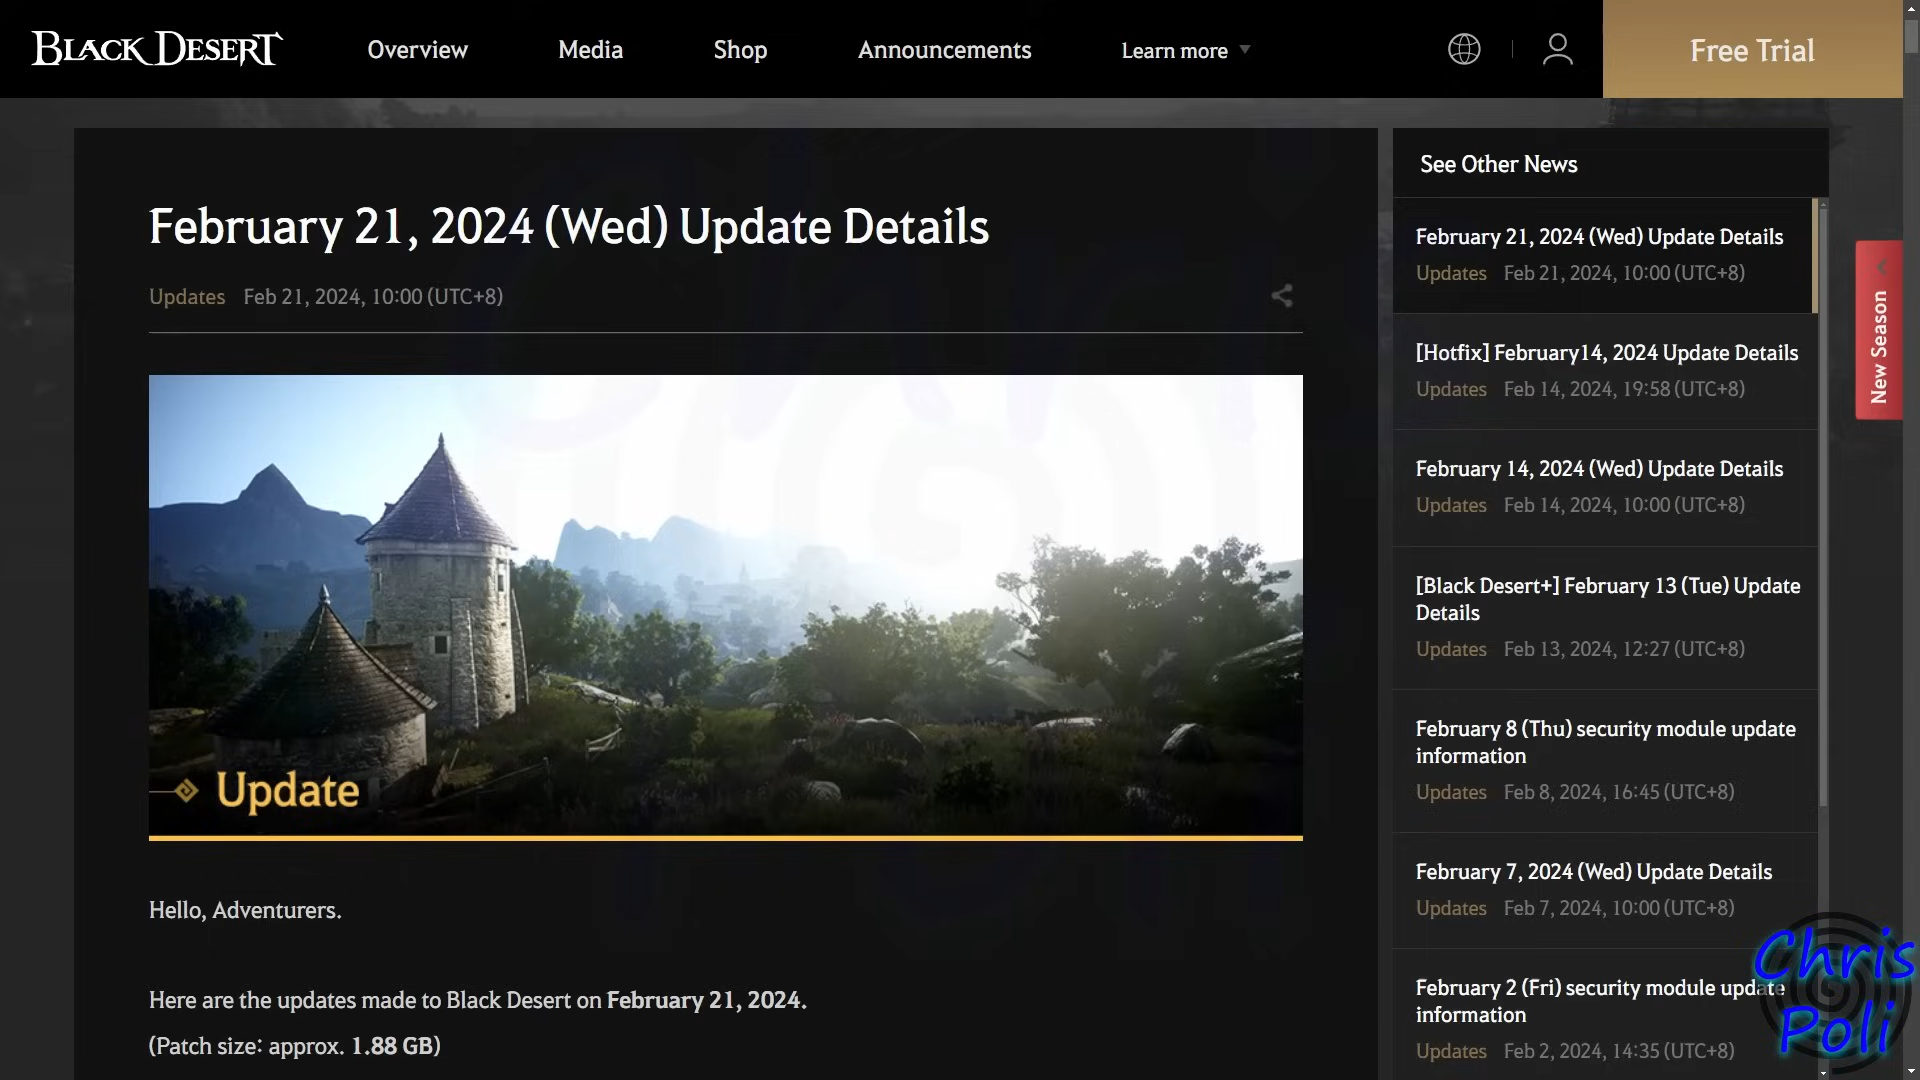 BLACK DESERT
Overview
Media
Shop
Announcements
Learn more
Free Trial
February 21, 2024 (Wed) Update Details
Updates Feb 21, 2024, 10:00 (UTC+8)
Update
Hello, Adventurers.
Here are the updates made to Black Desert on February 21, 2024.
(Patch size: approx. 1.88 GB)
See Other News
February 21, 2024 (Wed) Update Details
Updates Feb 21, 2024, 10:00 (UTC+8)
[Hotfix] February14, 2024 Update Details
Updates Feb 14, 2024, 19:58 (UTC+8)
February 14, 2024 (Wed) Update Details
Updates Feb 14, 2024, 10:00 (UTC+8)
[Black Desert+] February 13 (Tue) Update
Details
Updates Feb 13, 2024, 12:27 (UTC+8)
February 8 (Thu) security module update
information
Updates Feb 8, 2024, 16:45 (UTC+8)
February 7, 2024 (Wed) Update Details
Updates Feb 7, 2024, 10:00 (UTC+8)
February 2 (Fri) security module update
information
Updates Feb 2, 2024, 14:35 (UTC+8)
New Season
Chris
Poli